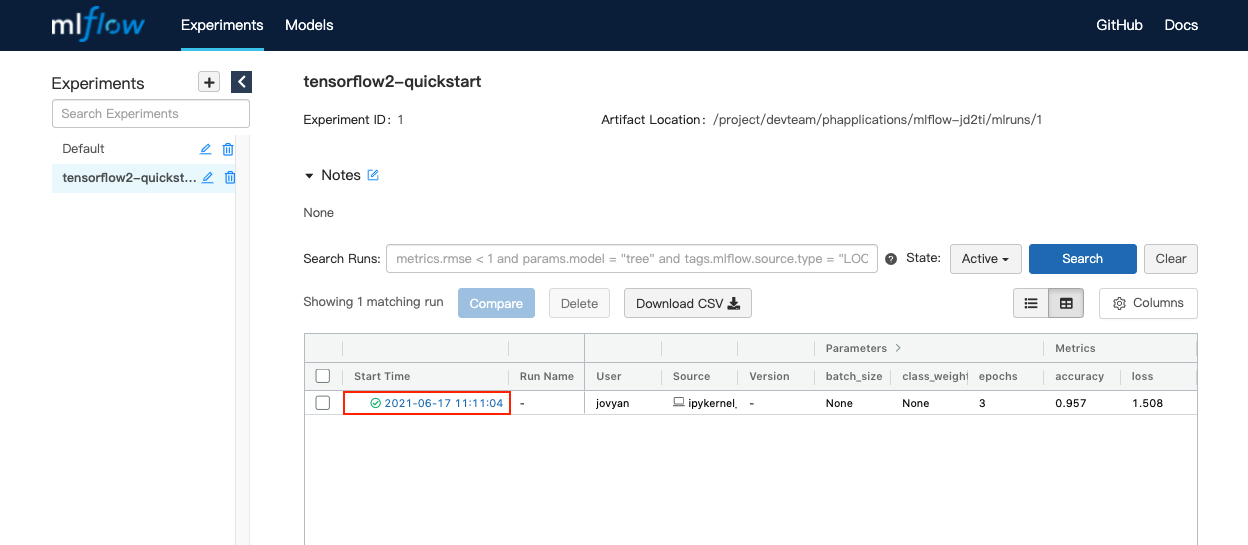 mlflow Experiments Models GitHub Docs
Experiments + <
Search Experiments
Default
tensorflow2-quickst...
tensorflow2-quickstart
Experiment ID: 1 Artifact Location: /project/devteam/phapplications/mlflow-jd2ti/mlruns/1
Notes
None
Search Runs: metrics.rmse < 1 and params.model = "tree" and tags.mlflow.source.type = "LOC ? State: Active Search Clear
Showing 1 matching run Compare Delete Download CSV Columns
Parameters > Metrics
Start Time Run Name User Source Version batch_size class_weight epochs accuracy loss
2021-06-17 11:11:04 - jovyan ipykernel_ - None None 3 0.957 1.508